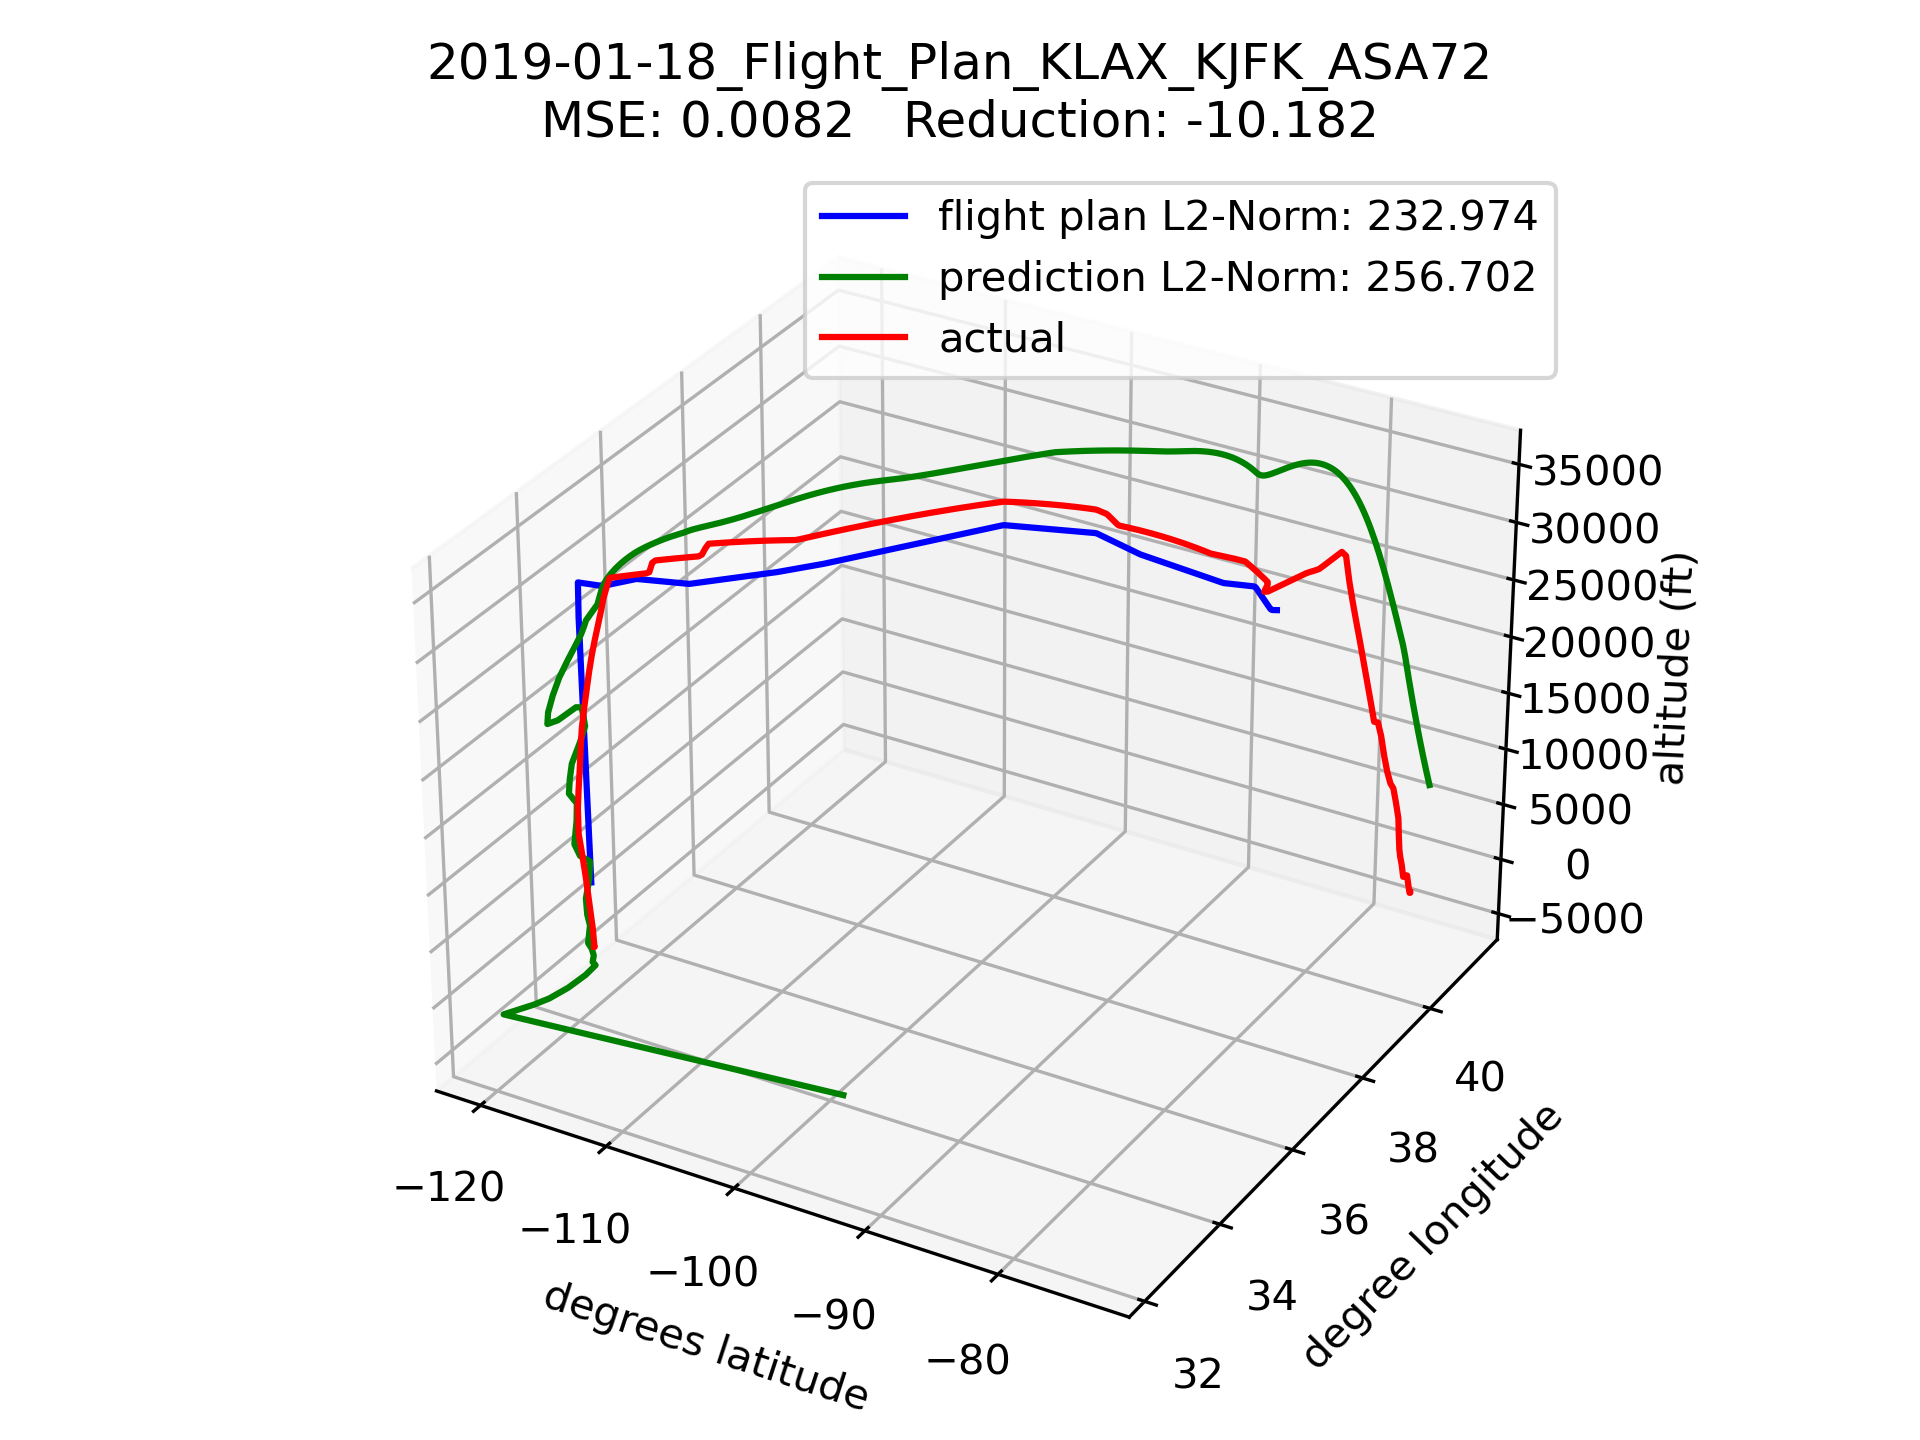 2019-01-18_Flight_Plan_KLAX_KJFK_ASA72
MSE: 0.0082   Reduction: -10.182
flight plan L2-Norm: 232.974
prediction L2-Norm: 256.702
actual
35000
30000
25000
20000
15000
10000
5000
0
−5000
altitude (ft)
−120
−110
−100
−90
−80
degrees latitude
32
34
36
38
40
degree longitude